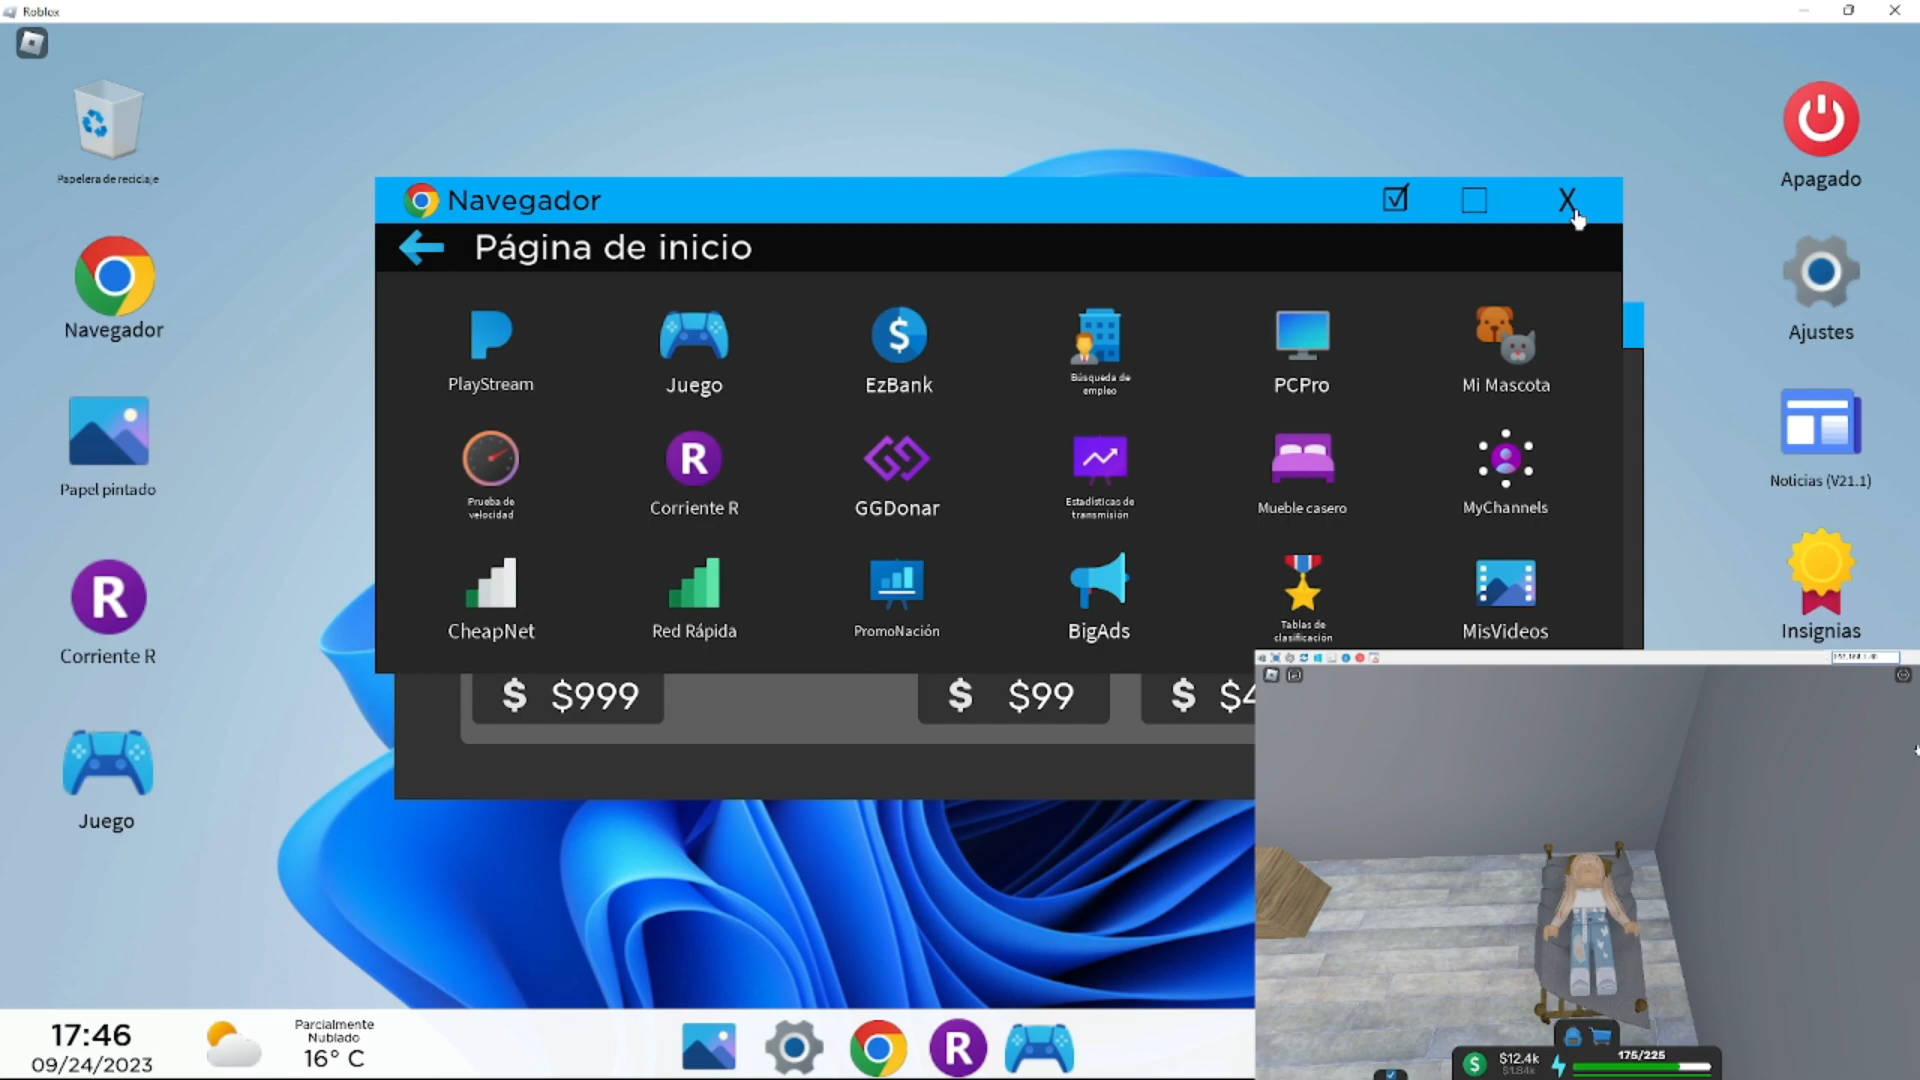 Roblox
Papelera de reciclaje
Navegador
Papel pintado
R
Corriente R
Juego
Navegador
X
Página de inicio
PlayStream
Juego
$
EzBank
Búsqueda de
empleo
PCPro
Mi Mascota
Prueba de
velocidad
R
Corriente R
GGDonar
Estadísticas de
transmisión
Mueble casero
MyChannels
CheapNet
Red Rápida
PromoNación
BigAds
Tablas de
clasificación
MisVideos
$ $999
$ $99
$ $4
Apagado
Ajustes
Noticias (V21.1)
Insignias
$ $12.4k
$1.84k
175/225
17:46
09/24/2023
Parcialmente
Nublado
16° C
R